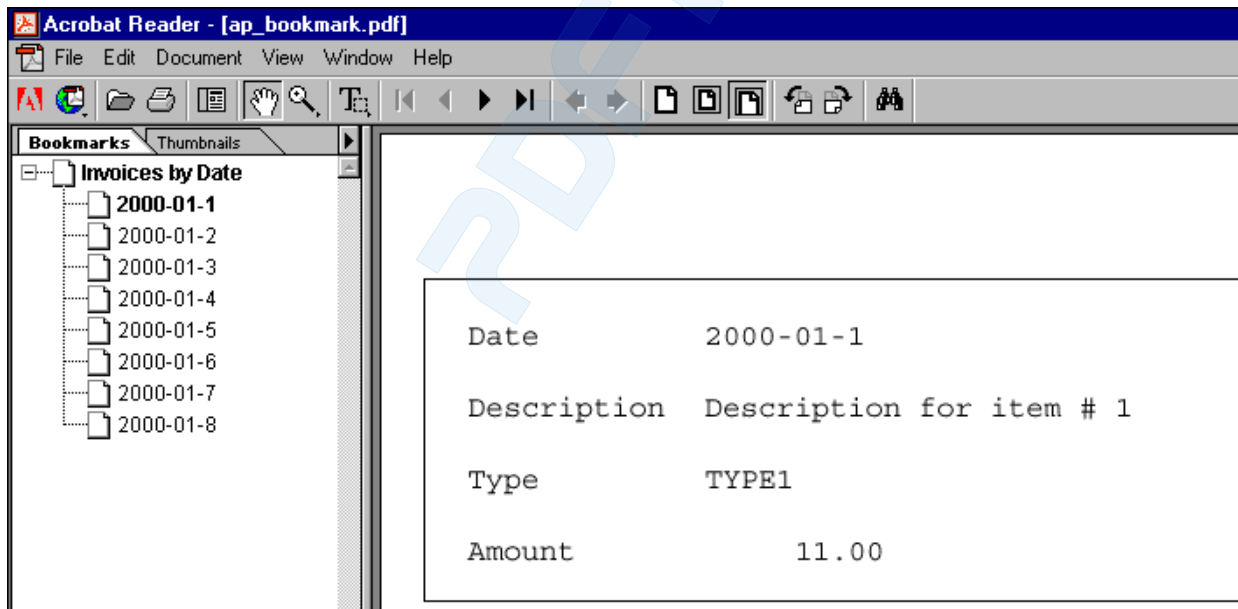 Acrobat Reader - [ap_bookmark.pdf]
File Edit Document View Window Help
Bookmarks Thumbnails
Invoices by Date
2000-01-1
2000-01-2
2000-01-3
2000-01-4
2000-01-5
2000-01-6
2000-01-7
2000-01-8
Date 2000-01-1
Description Description for item # 1
Type TYPE1
Amount 11.00